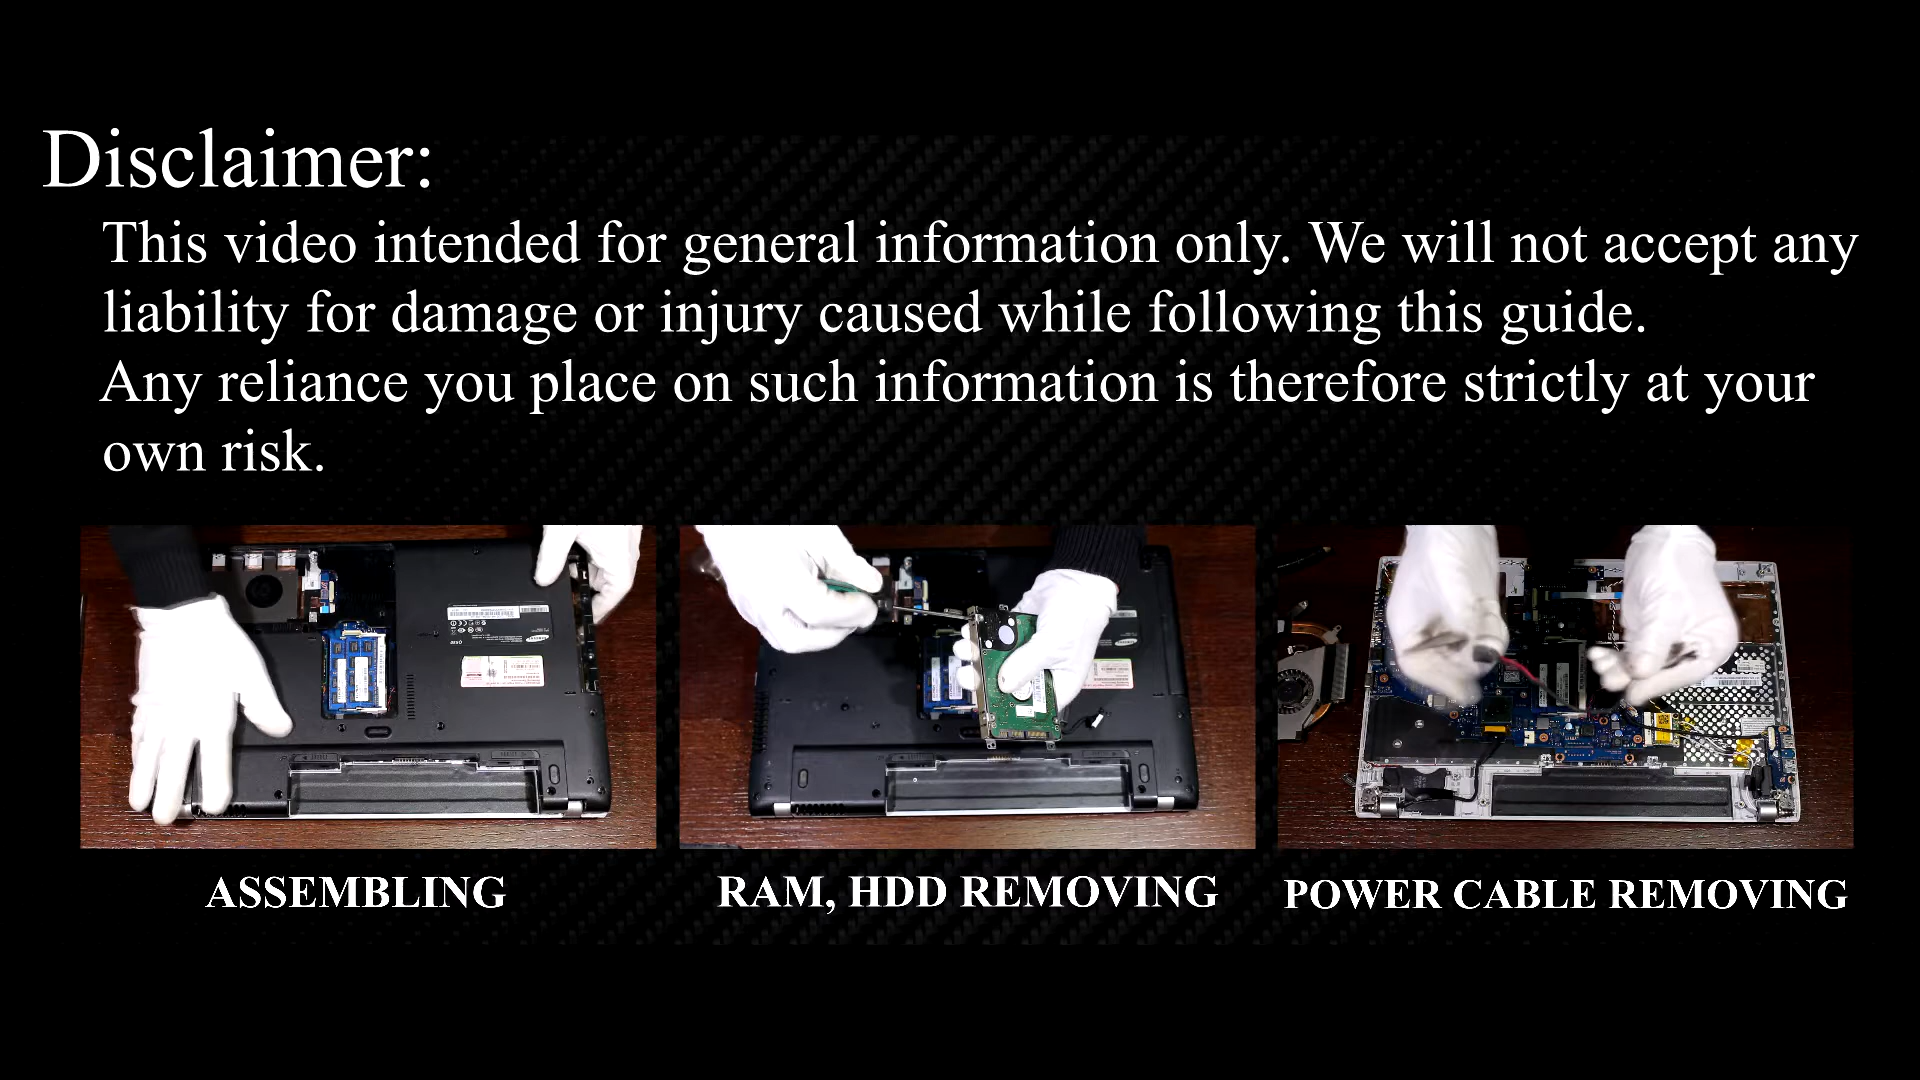 Disclaimer:
This video intended for general information only. We will not accept any
liability for damage or injury caused while following this guide.
Any reliance you place on such information is therefore strictly at your
own risk.
ASSEMBLING
RAM, HDD REMOVING
POWER CABLE REMOVING